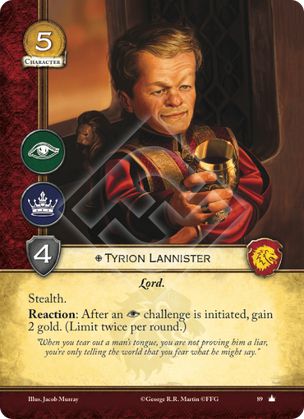 5
CHARACTER
4
TYRION LANNISTER
Lord.
Stealth.
Reaction: After an challenge is initiated, gain
2 gold. (Limit twice per round.)
"When you tear out a man's tongue, you are not proving him a liar,
you're only telling the world that you fear what he might say."
Illus. Jacob Murray ©George R.R. Martin ©FFG 89